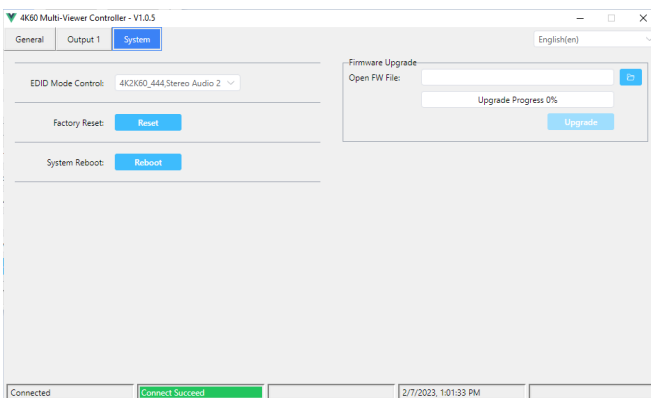 4K60 Multi-Viewer Controller - V1.0.5
General Output 1 System English(en)
EDID Mode Control: 4K2K60_444,Stereo Audio 2
Factory Reset: Reset
System Reboot: Reboot
Firmware Upgrade
Open FW File:
Upgrade Progress 0%
Upgrade
Connected Connect Succeed 2/7/2023, 1:01:33 PM